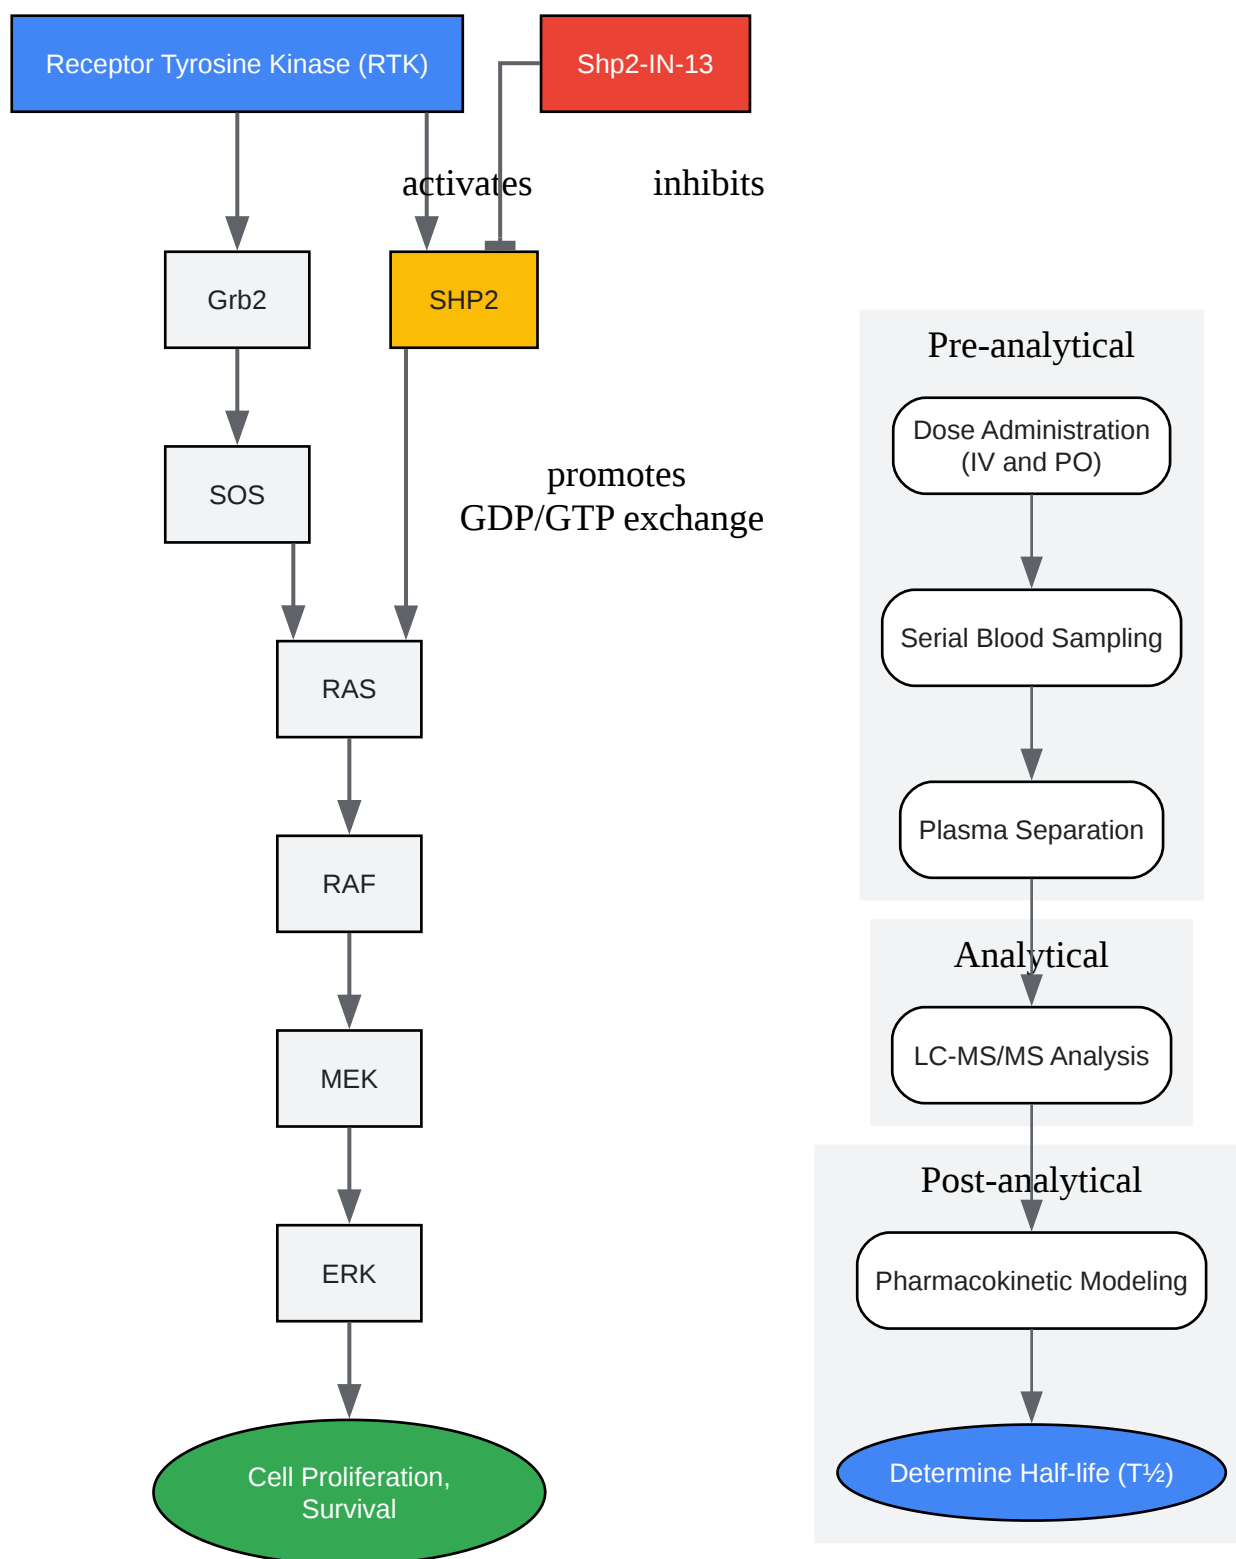 Receptor Tyrosine Kinase (RTK)
Shp2-IN-13
activates
inhibits
Grb2
SHP2
SOS
promotes
GDP/GTP exchange
RAS
RAF
MEK
ERK
Cell Proliferation,
Survival
Pre-analytical
Dose Administration
(IV and PO)
Serial Blood Sampling
Plasma Separation
Analytical
LC-MS/MS Analysis
Post-analytical
Pharmacokinetic Modeling
Determine Half-life (T½)